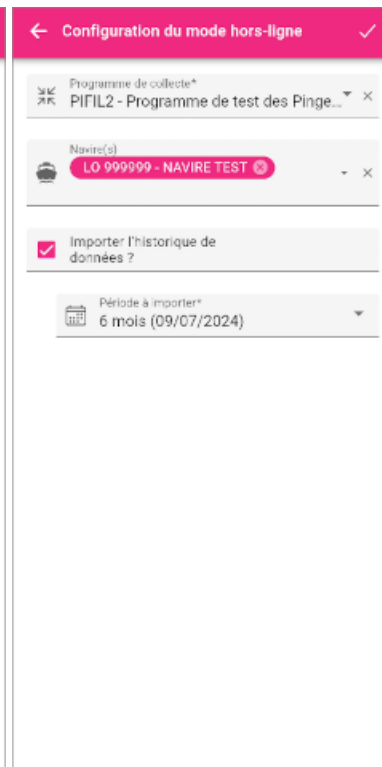 Configuration du mode hors-ligne
Programme de collecte*
PIFIL2 - Programme de test des Pinge...
Navire(s)
LO 999999 - NAVIRE TEST
Importer l'historique de
données ?
Période à importer*
6 mois (09/07/2024)